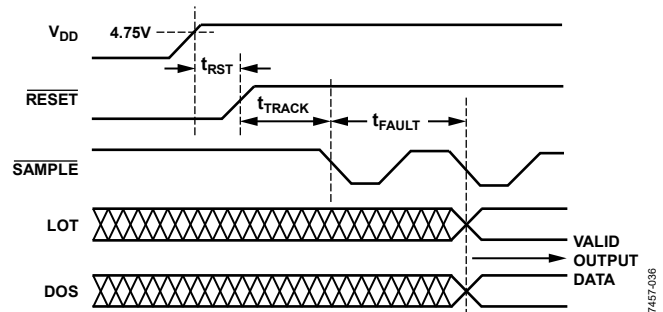 VDD
4.75V
tRST
RESET
tTRACK
tFAULT
SAMPLE
LOT
VALID
OUTPUT
DATA
DOS
7457-036